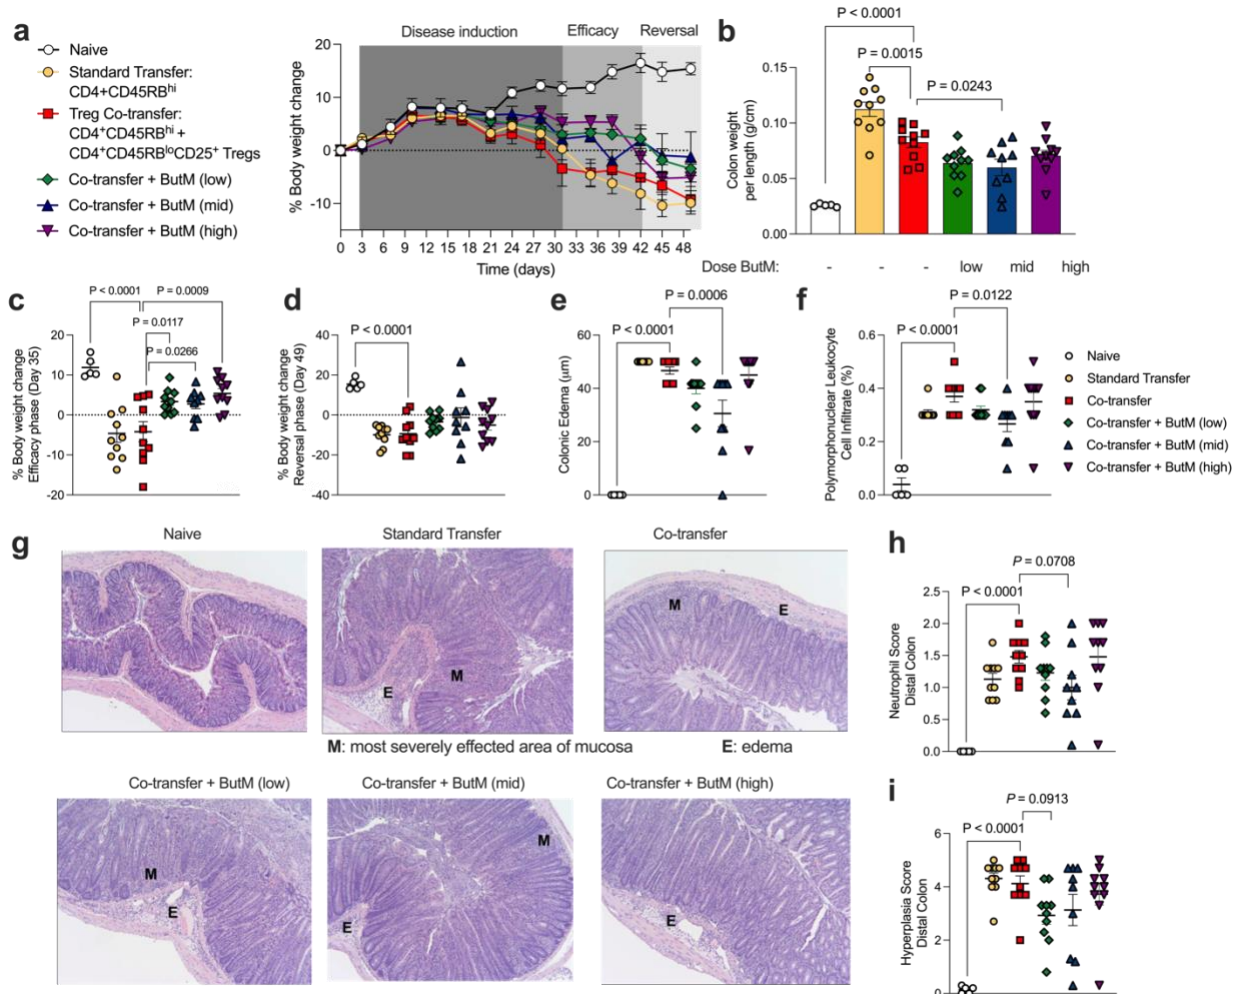 a
Naive
Standard Transfer:
CD4+CD45RBhi
Treg Co-transfer:
CD4+CD45RBhi +
CD4+CD45RBloCD25+ Tregs
Co-transfer + ButM (low)
Co-transfer + ButM (mid)
Co-transfer + ButM (high)
Disease induction
Efficacy
Reversal
% Body weight change
20
10
0
-10
0 3 6 9 12 15 18 21 24 27 30 33 36 39 42 45 48
Time (days)
b
P < 0.0001
P = 0.0015
P = 0.0243
Colon weight
per length (g/cm)
0.15
0.10
0.05
0.00
Dose ButM: - - - low mid high
c
P < 0.0001
P = 0.0009
P = 0.0117
P = 0.0266
% Body weight change
Efficacy phase (Day 35)
20
10
0
-10
-20
d
P < 0.0001
% Body weight change
Reversal phase (Day 49)
40
20
0
-20
-40
e
P = 0.0006
P < 0.0001
Colonic Edema (µm)
60
40
20
0
f
P = 0.0122
P < 0.0001
Polymorphonuclear Leukocyte
Cell Infiltrate (%)
0.6
0.4
0.2
0.0
Naive
Standard Transfer
Co-transfer
Co-transfer + ButM (low)
Co-transfer + ButM (mid)
Co-transfer + ButM (high)
g
Naive
Standard Transfer
Co-transfer
E
M
M
E
M: most severely effected area of mucosa
E: edema
Co-transfer + ButM (low)
Co-transfer + ButM (mid)
Co-transfer + ButM (high)
M
E
M
E
E
h
P = 0.0708
P < 0.0001
Neutrophil Score
Distal Colon
2.5
2.0
1.5
1.0
0.5
0.0
i
P = 0.0913
P < 0.0001
Hyperplasia Score
Distal Colon
6
4
2
0